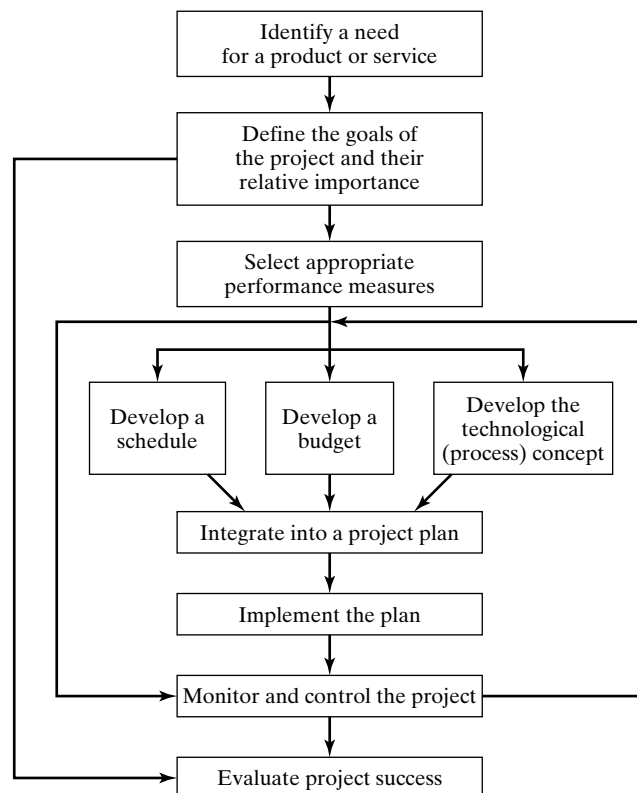 Identify a need
for a product or service
Define the goals of
the project and their
relative importance
Select appropriate
performance measures
Develop a
schedule
Develop a
budget
Develop the
technological
(process) concept
Integrate into a project plan
Implement the plan
Monitor and control the project
Evaluate project success